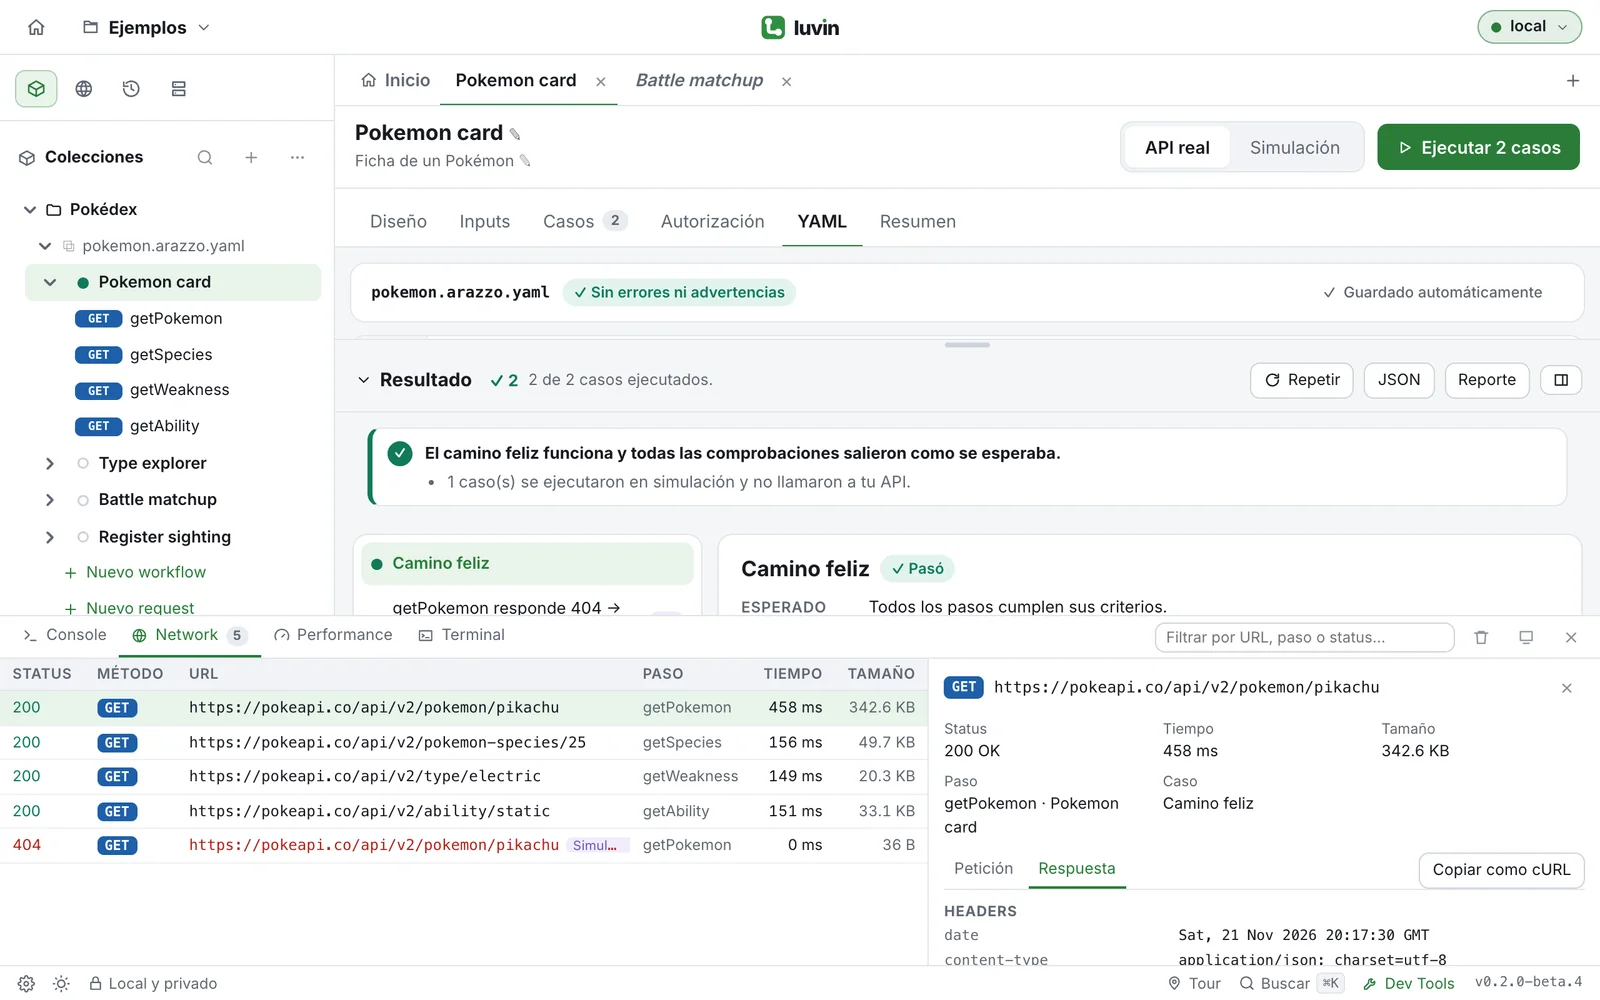 Ejemplos
luvin
local
Inicio
Pokemon card
Battle matchup
Colecciones
Pokédex
pokemon.arazzo.yaml
Pokemon card
GET getPokemon
GET getSpecies
GET getWeakness
GET getAbility
Type explorer
Battle matchup
Register sighting
+ Nuevo workflow
+ Nuevo request
Pokemon card
Ficha de un Pokémon
API real
Simulación
Ejecutar 2 casos
Diseño
Inputs
Casos 2
Autorización
YAML
Resumen
pokemon.arazzo.yaml
✓ Sin errores ni advertencias
✓ Guardado automáticamente
Resultado
✓ 2
2 de 2 casos ejecutados.
Repetir
JSON
Reporte
El camino feliz funciona y todas las comprobaciones salieron como se esperaba.
• 1 caso(s) se ejecutaron en simulación y no llamaron a tu API.
Camino feliz
getPokemon responde 404 →
Camino feliz
✓ Pasó
ESPERADO
Todos los pasos cumplen sus criterios.
Console
Network 5
Performance
Terminal
Filtrar por URL, paso o status...
STATUS MÉTODO URL PASO TIEMPO TAMAÑO
200 GET https://pokeapi.co/api/v2/pokemon/pikachu getPokemon 458 ms 342.6 KB
200 GET https://pokeapi.co/api/v2/pokemon-species/25 getSpecies 156 ms 49.7 KB
200 GET https://pokeapi.co/api/v2/type/electric getWeakness 149 ms 20.3 KB
200 GET https://pokeapi.co/api/v2/ability/static getAbility 151 ms 33.1 KB
404 GET https://pokeapi.co/api/v2/pokemon/pikachu Simul... getPokemon 0 ms 36 B
GET https://pokeapi.co/api/v2/pokemon/pikachu
Status Tiempo Tamaño
200 OK 458 ms 342.6 KB
Paso Caso
getPokemon · Pokemon Camino feliz
card
Petición
Respuesta
Copiar como cURL
HEADERS
date Sat, 21 Nov 2026 20:17:30 GMT
content-type application/json; charset=utf-8
Local y privado
Tour
Buscar ⌘K
Dev Tools
v0.2.0-beta.4